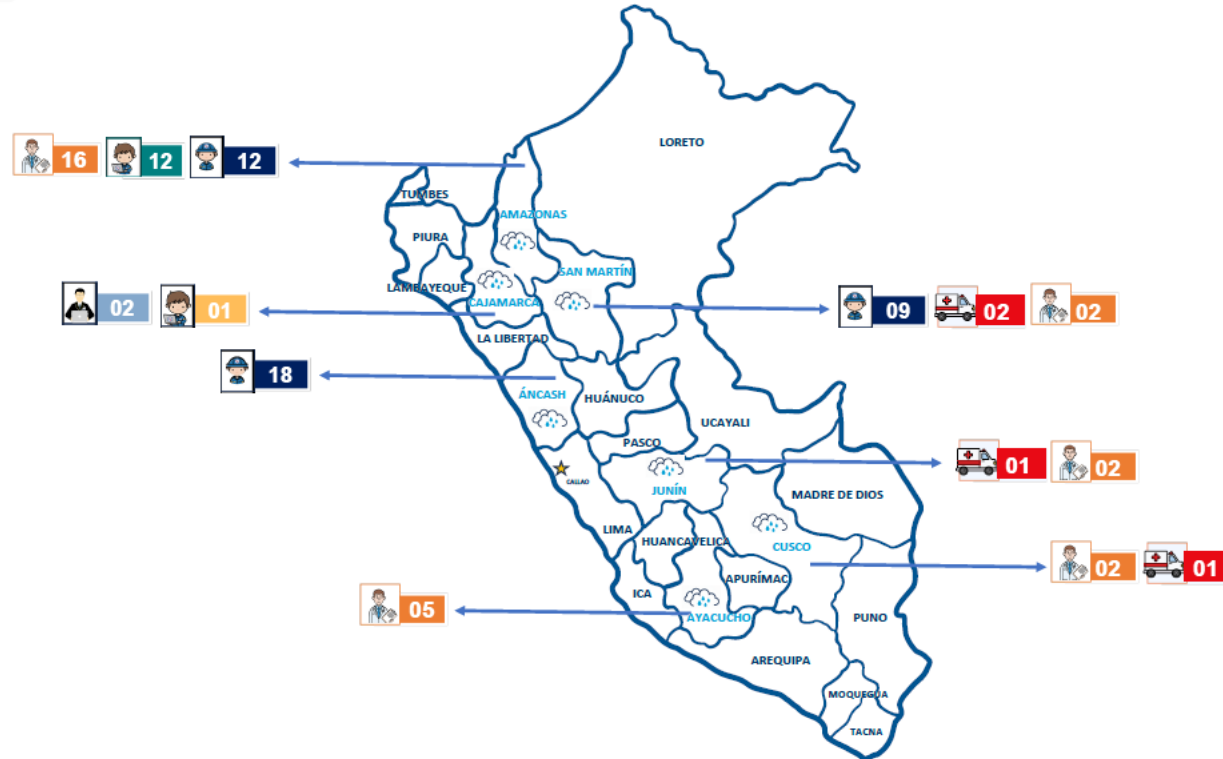 LORETO
16 12 12
TUMBES
AMAZONAS
PIURA
SAN MARTÍN
LAMBAYEQUE
CAJAMARCA
02 01
09 02 02
LA LIBERTAD
18
ÁNCASH
HUÁNUCO
UCAYALI
PASCO
01 02
CALLAO
JUNÍN
MADRE DE DIOS
LIMA
HUANCAVELICA
CUSCO
02 01
APURÍMAC
ICA
05
AYACUCHO
PUNO
AREQUIPA
MOQUEGUA
TACNA